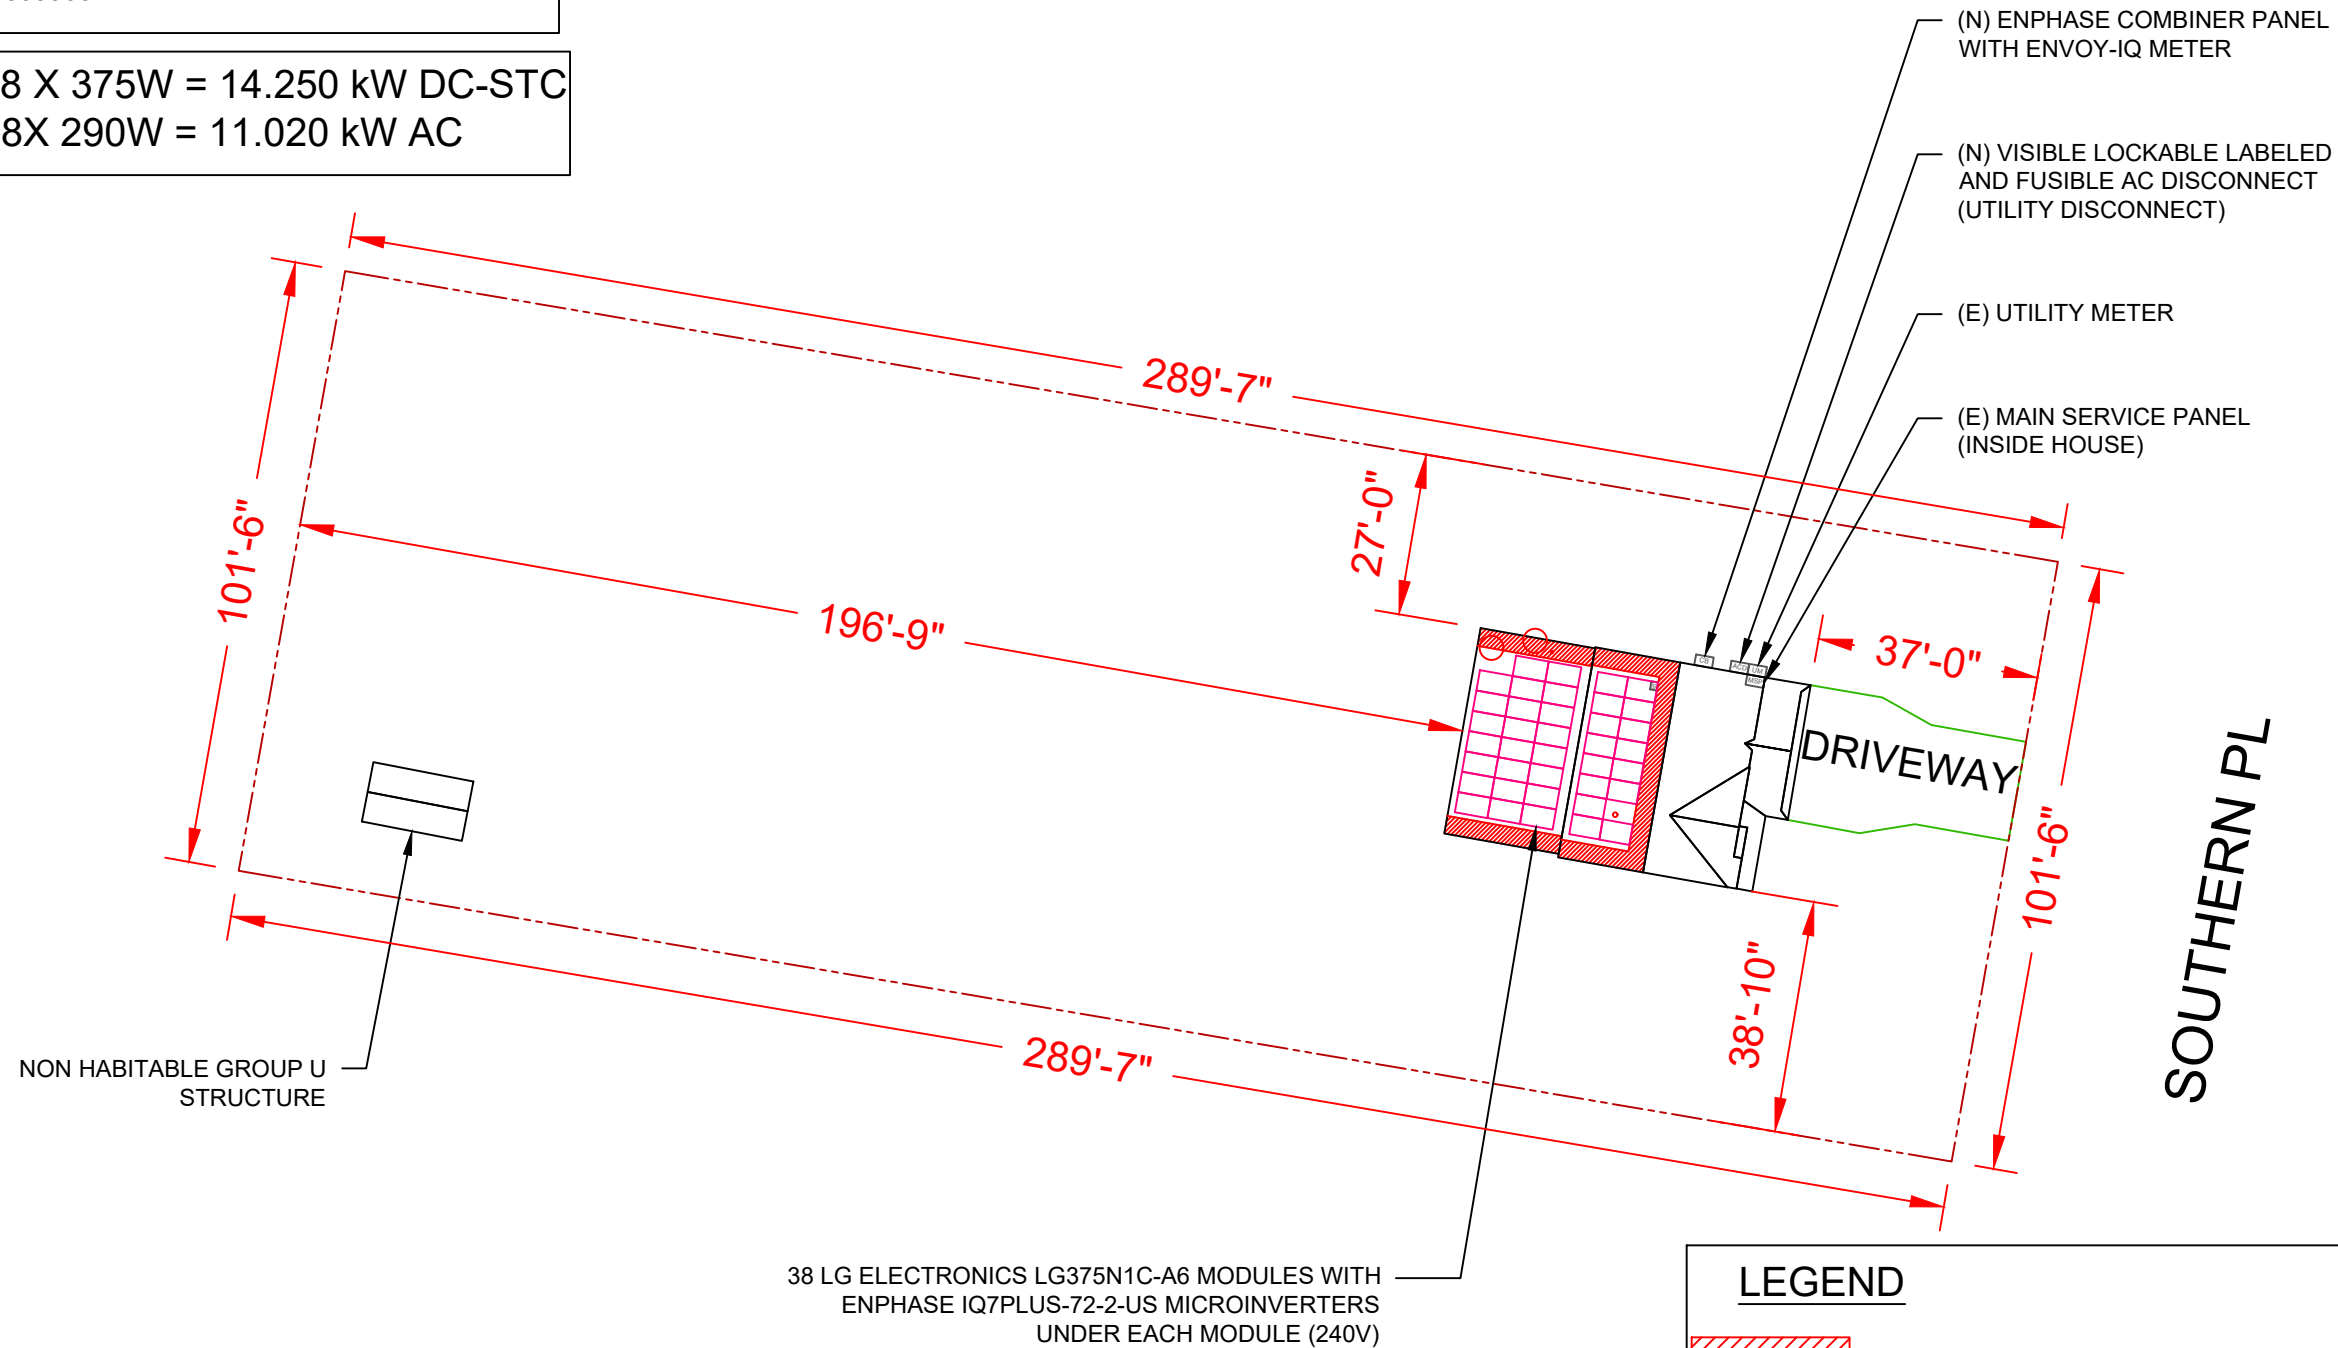 8 X 375W = 14.250 kW DC-STC
8X 290W = 11.020 kW AC
(N) ENPHASE COMBINER PANEL
WITH ENVOY-IQ METER
(N) VISIBLE LOCKABLE LABELED
AND FUSIBLE AC DISCONNECT
(UTILITY DISCONNECT)
(E) UTILITY METER
(E) MAIN SERVICE PANEL
(INSIDE HOUSE)
289'-7"
101'-6"
27'-0"
196'-9"
37'-0"
CB
ACD
UM
MSP
DRIVEWAY
SOUTHERN PL
101'-6"
38'-10"
289'-7"
NON HABITABLE GROUP U
STRUCTURE
38 LG ELECTRONICS LG375N1C-A6 MODULES WITH
ENPHASE IQ7PLUS-72-2-US MICROINVERTERS
UNDER EACH MODULE (240V)
LEGEND